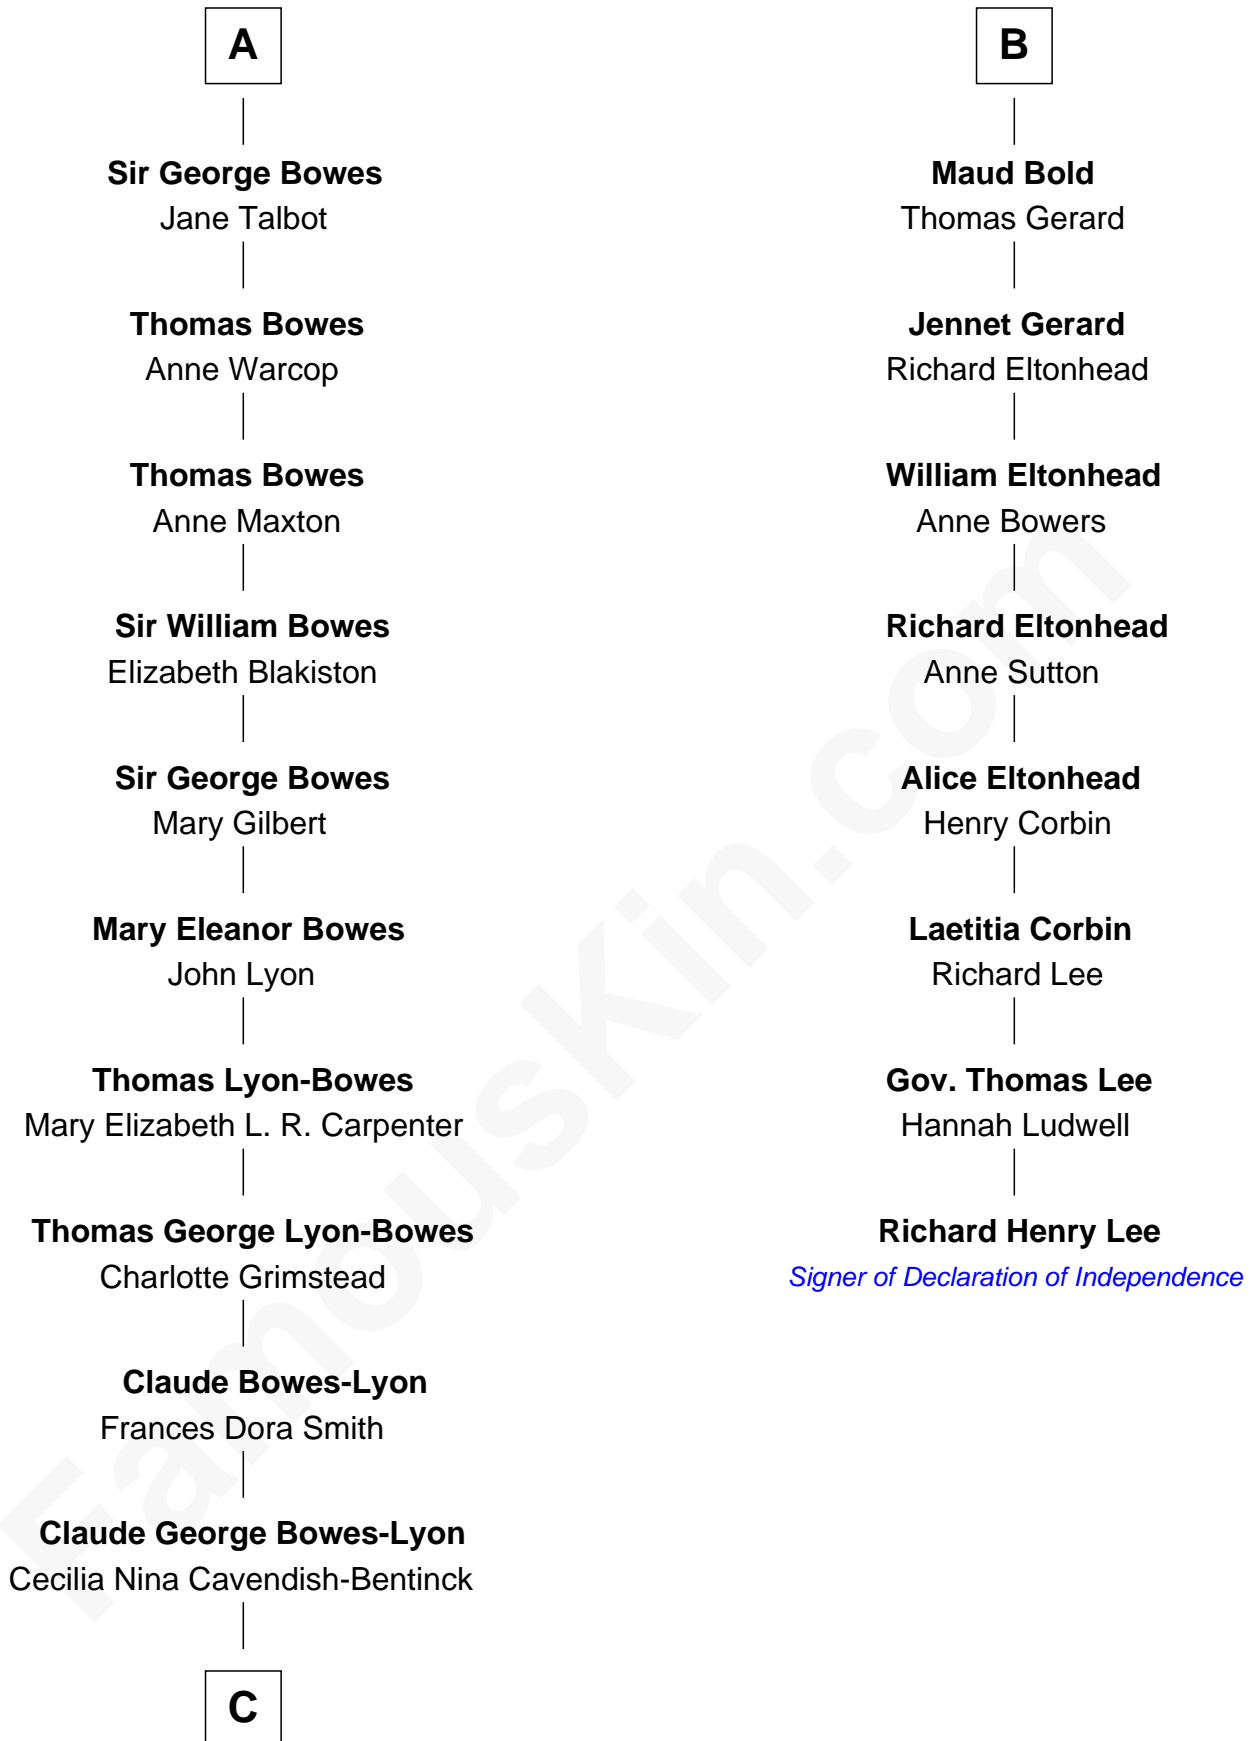 A
Sir George Bowes
Jane Talbot
Thomas Bowes
Anne Warcop
Thomas Bowes
Anne Maxton
Sir William Bowes
Elizabeth Blakiston
Sir George Bowes
Mary Gilbert
Mary Eleanor Bowes
John Lyon
Thomas Lyon-Bowes
Mary Elizabeth L. R. Carpenter
Thomas George Lyon-Bowes
Charlotte Grimstead
Claude Bowes-Lyon
Frances Dora Smith
Claude George Bowes-Lyon
Cecilia Nina Cavendish-Bentinck
C
B
Maud Bold
Thomas Gerard
Jennet Gerard
Richard Eltonhead
William Eltonhead
Anne Bowers
Richard Eltonhead
Anne Sutton
Alice Eltonhead
Henry Corbin
Laetitia Corbin
Richard Lee
Gov. Thomas Lee
Hannah Ludwell
Richard Henry Lee
Signer of Declaration of Independence
FamousKin.com